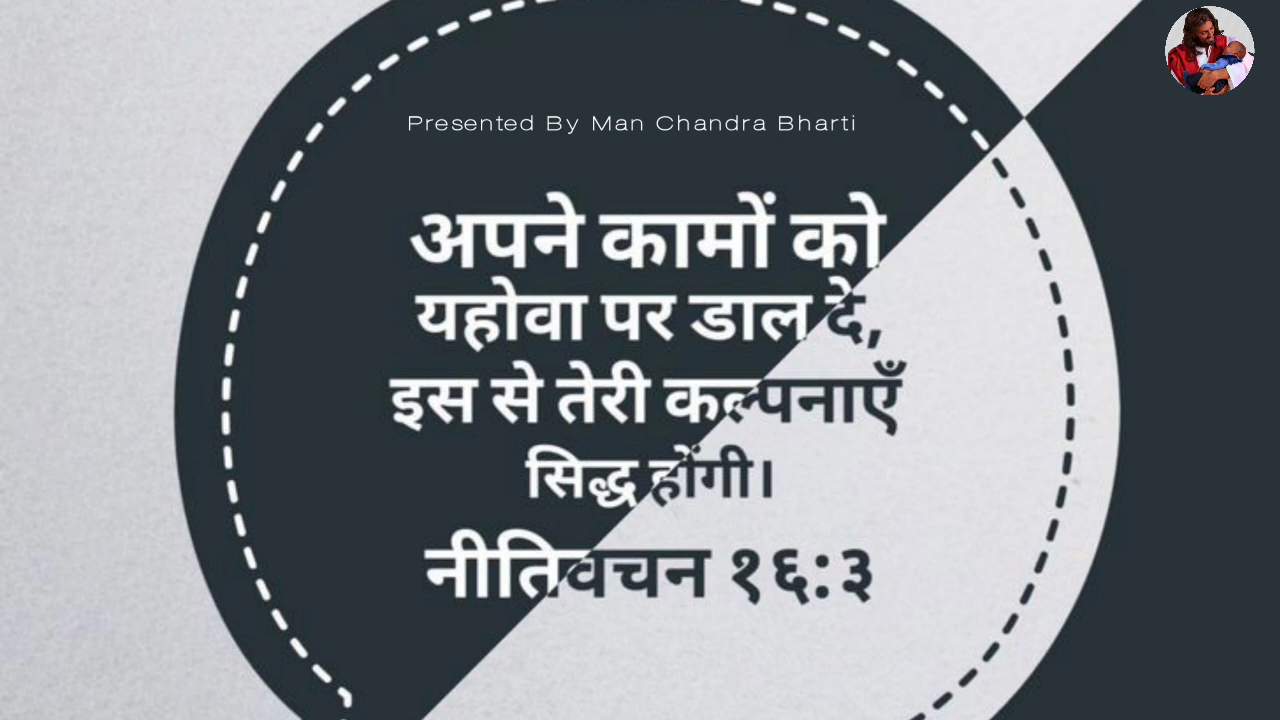 Presented By Man Chandra Bharti
अपने कामों को
यहोवा पर डाल दे,
इस से तेरी कल्पनाएँ
सिद्ध होंगी।
नीतिवचन १६:३